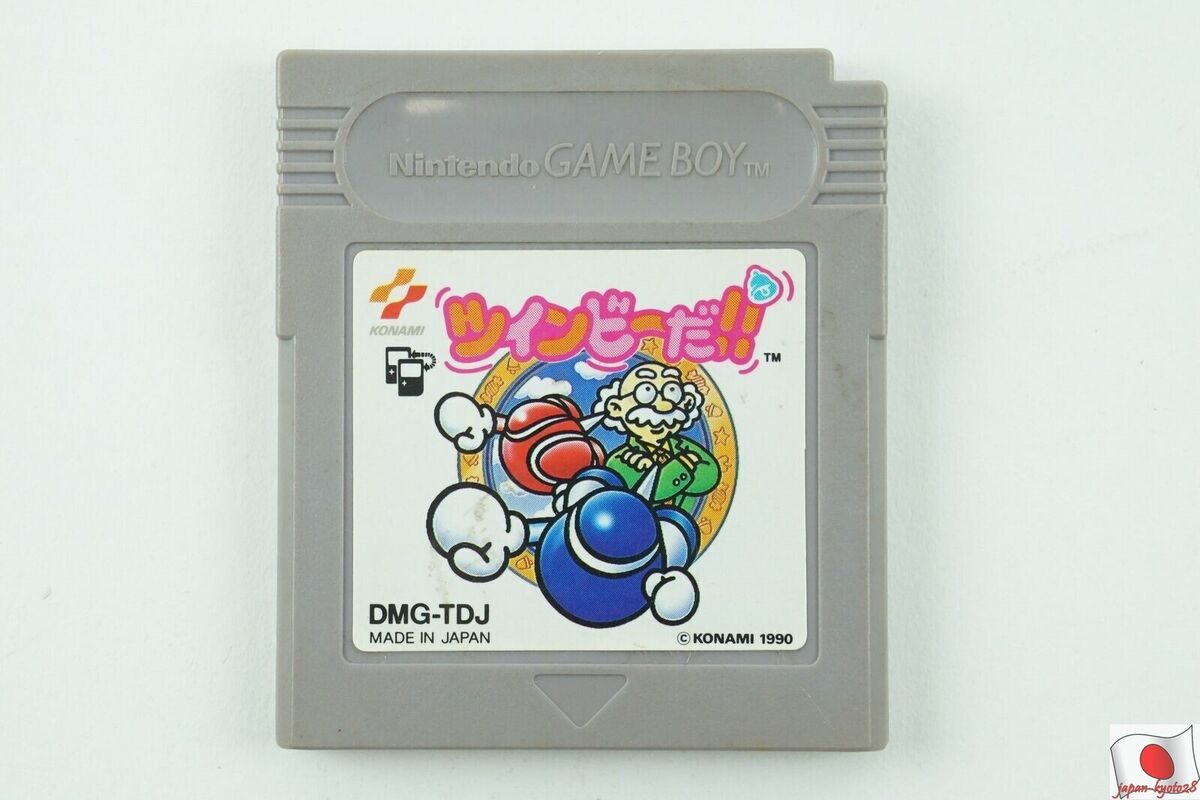 Nintendo GAME BOY TM
KONAMI
ツインビーだ!!
TM
DMG-TDJ
MADE IN JAPAN
© KONAMI 1990
japan-kyoto28